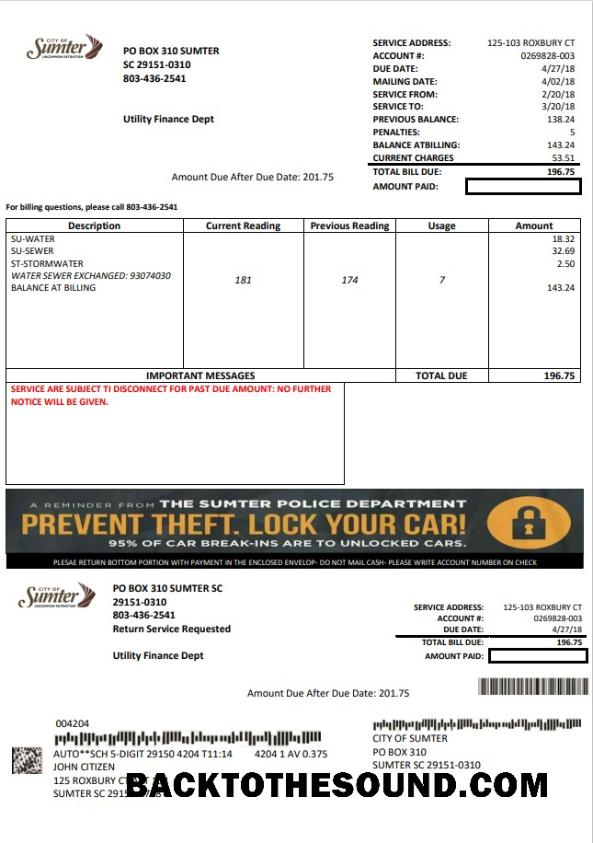 CITY OF
Sumter
UNCOMMON PATRIOTISM
PO BOX 310 SUMTER
SC 29151-0310
803-436-2541
Utility Finance Dept
SERVICE ADDRESS: 125-103 ROXBURY CT
ACCOUNT #: 0269828-003
DUE DATE: 4/27/18
MAILING DATE: 4/02/18
SERVICE FROM: 2/20/18
SERVICE TO: 3/20/18
PREVIOUS BALANCE: 138.24
PENALTIES: 5
BALANCE ATBILLING: 143.24
CURRENT CHARGES 53.51
TOTAL BILL DUE: 196.75
AMOUNT PAID:
Amount Due After Due Date: 201.75
For billing questions, please call 803-436-2541
Description Current Reading Previous Reading Usage Amount
SU-WATER 18.32
SU-SEWER 32.69
ST-STORMWATER 2.50
WATER SEWER EXCHANGED: 93074030 181 174 7
BALANCE AT BILLING 143.24
IMPORTANT MESSAGES TOTAL DUE 196.75
SERVICE ARE SUBJECT TI DISCONNECT FOR PAST DUE AMOUNT: NO FURTHER
NOTICE WILL BE GIVEN.
A REMINDER FROM THE SUMTER POLICE DEPARTMENT
PREVENT THEFT. LOCK YOUR CAR!
95% OF CAR BREAK-INS ARE TO UNLOCKED CARS.
PLESAE RETURN BOTTOM PORTION WITH PAYMENT IN THE ENCLOSED ENVELOP- DO NOT MAIL CASH- PLEASE WRITE ACCOUNT NUMBER ON CHECK
CITY OF
Sumter
UNCOMMON PATRIOTISM
PO BOX 310 SUMTER SC
29151-0310
803-436-2541
Return Service Requested
Utility Finance Dept
SERVICE ADDRESS: 125-103 ROXBURY CT
ACCOUNT #: 0269828-003
DUE DATE: 4/27/18
TOTAL BILL DUE: 196.75
AMOUNT PAID:
Amount Due After Due Date: 201.75
004204
AUTO**SCH 5-DIGIT 29150 4204 T11:14 4204 1 AV 0.375
JOHN CITIZEN
125 ROXBURY
SUMTER SC
CITY OF SUMTER
PO BOX 310
SUMTER SC 29151-0310
BACKTOTHESOUND.COM